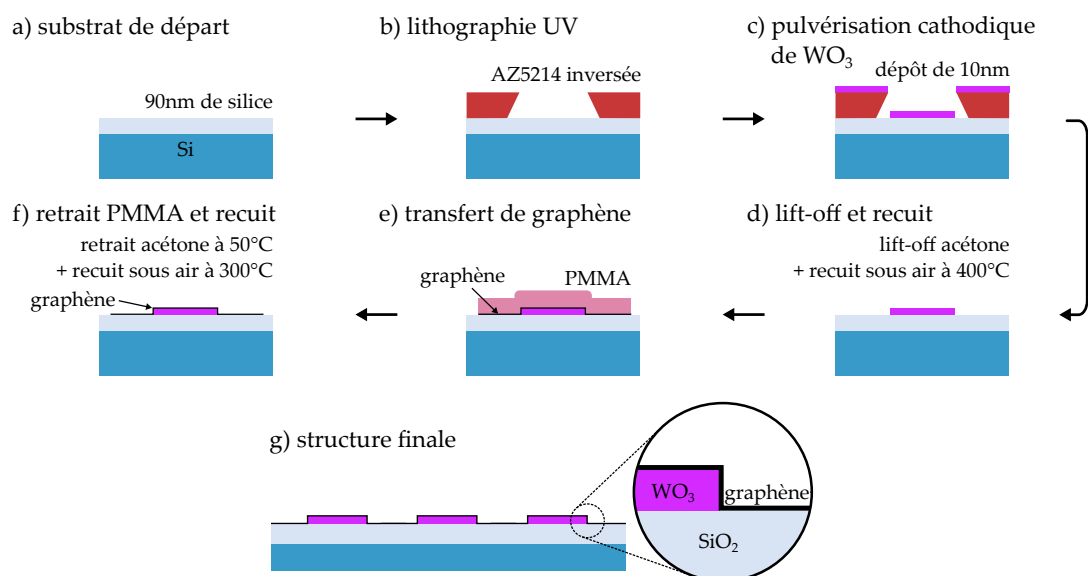 a) substrat de départ
90nm de silice
Si
b) lithographie UV
AZ5214 inversée
c) pulvérisation cathodique
de WO₃
dépôt de 10nm
f) retrait PMMA et recuit
retrait acétone à 50°C
+ recuit sous air à 300°C
graphène
e) transfert de graphène
graphène
PMMA
d) lift-off et recuit
lift-off acétone
+ recuit sous air à 400°C
g) structure finale
WO₃
graphène
SiO₂